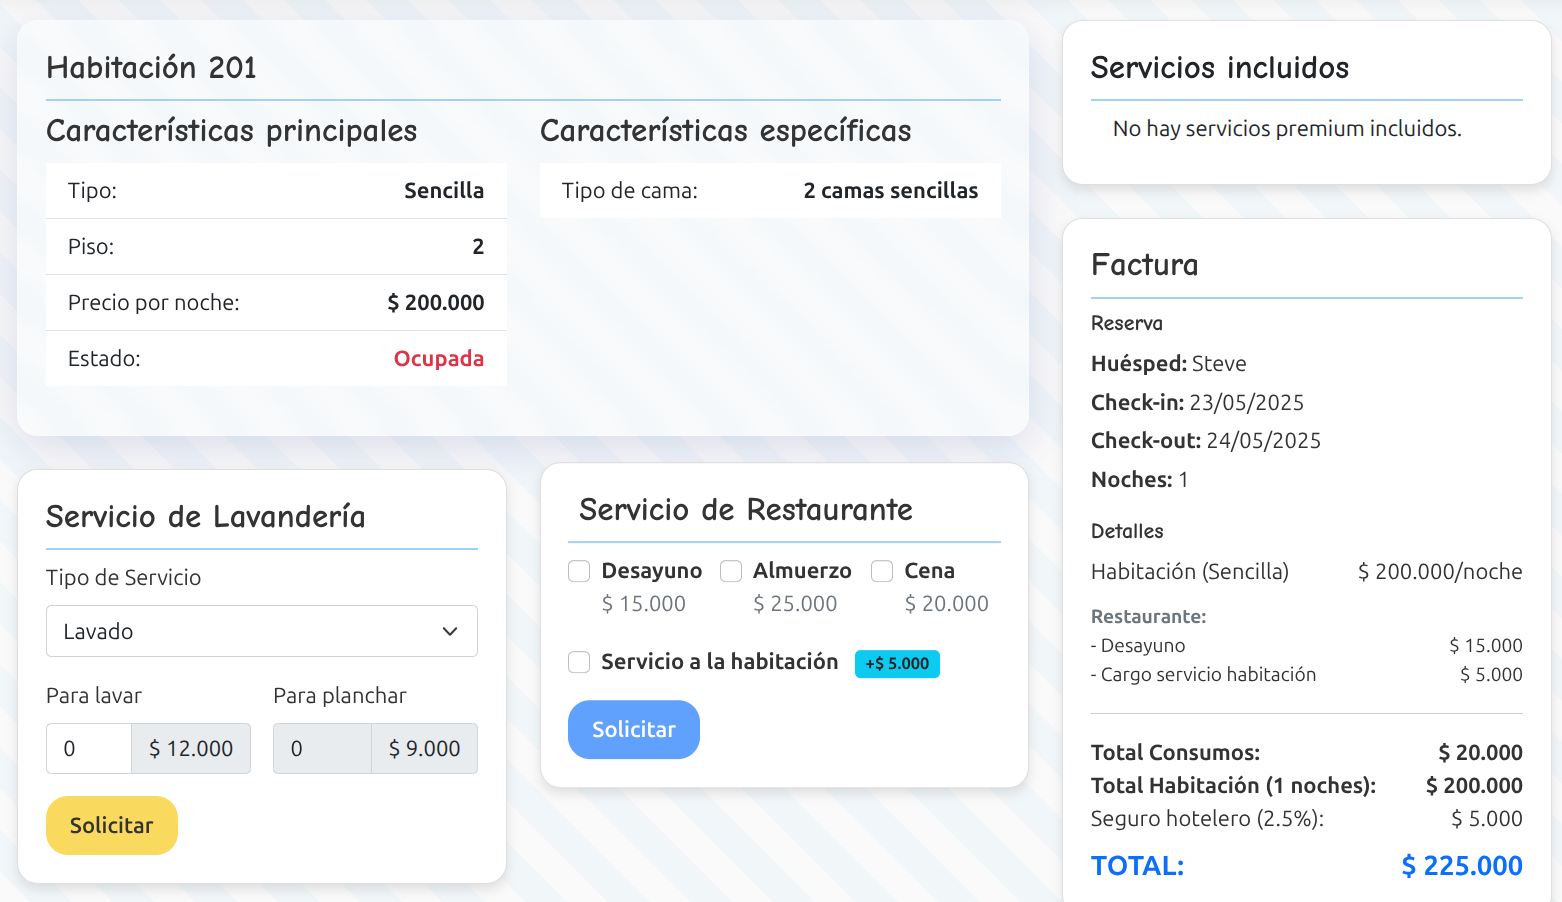 Habitación 201
Características principales
Tipo: Sencilla
Piso: 2
Precio por noche: $ 200.000
Estado: Ocupada
Características específicas
Tipo de cama: 2 camas sencillas
Servicio de Lavandería
Tipo de Servicio
Lavado
Para lavar Para planchar
0 $ 12.000 0 $ 9.000
Solicitar
Servicio de Restaurante
Desayuno Almuerzo Cena
$ 15.000 $ 25.000 $ 20.000
Servicio a la habitación +$ 5.000
Solicitar
Servicios incluidos
No hay servicios premium incluidos.
Factura
Reserva
Huésped: Steve
Check-in: 23/05/2025
Check-out: 24/05/2025
Noches: 1
Detalles
Habitación (Sencilla) $ 200.000/noche
Restaurante:
- Desayuno $ 15.000
- Cargo servicio habitación $ 5.000
Total Consumos: $ 20.000
Total Habitación (1 noches): $ 200.000
Seguro hotelero (2.5%): $ 5.000
TOTAL: $ 225.000